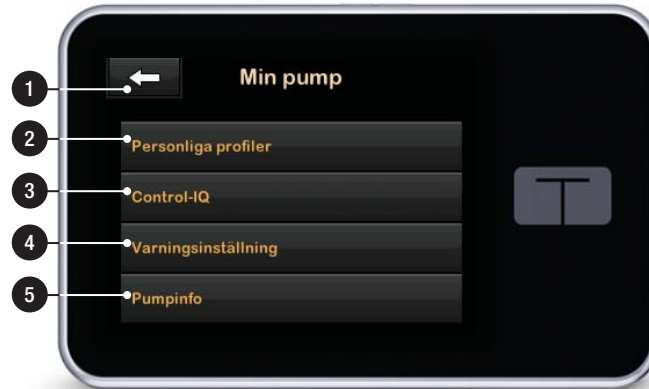 Min pump
1
2 Personliga profiler
3 Control-IQ
4 Varningsinställning
5 Pumpinfo